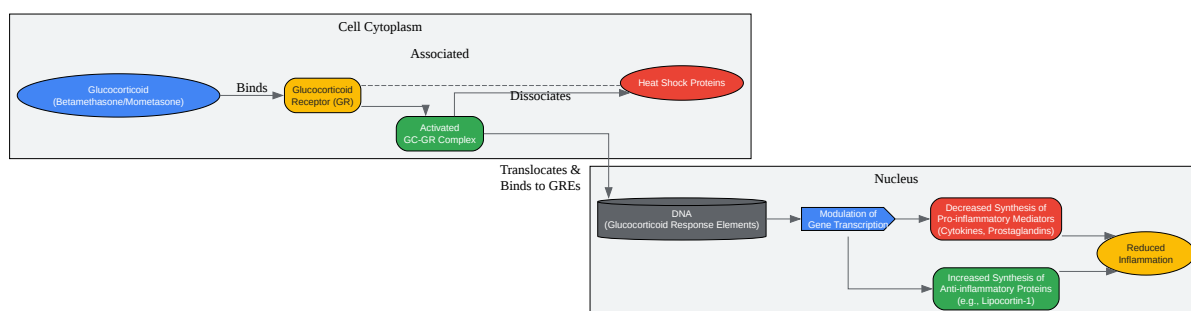 Cell Cytoplasm
Associated
Glucocorticoid
(Betamethasone/Mometasone)
Binds
Glucocorticoid
Receptor (GR)
Heat Shock Proteins
Dissociates
Activated
GC-GR Complex
Translocates &
Binds to GREs
Nucleus
DNA
(Glucocorticoid Response Elements)
Modulation of
Gene Transcription
Decreased Synthesis of
Pro-inflammatory Mediators
(Cytokines, Prostaglandins)
Reduced
Inflammation
Increased Synthesis of
Anti-inflammatory Proteins
(e.g., Lipocortin-1)